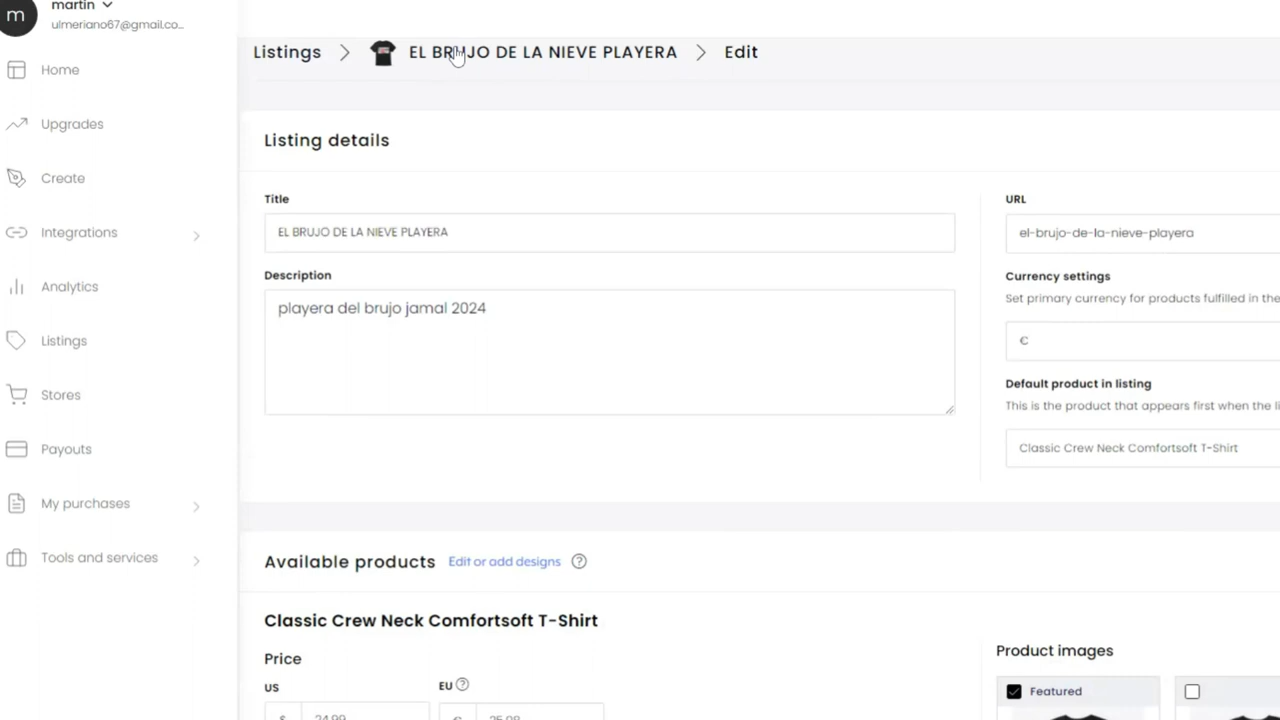 m
martin
ulmeriano67@gmail.co...
Home
Upgrades
Create
Integrations
Analytics
Listings
Stores
Payouts
My purchases
Tools and services
Listings > EL BRUJO DE LA NIEVE PLAYERA > Edit
Listing details
Title
EL BRUJO DE LA NIEVE PLAYERA
Description
playera del brujo jamal 2024
URL
el-brujo-de-la-nieve-playera
Currency settings
Set primary currency for products fulfilled in the
€
Default product in listing
This is the product that appears first when the li
Classic Crew Neck Comfortsoft T-Shirt
Available products Edit or add designs ?
Classic Crew Neck Comfortsoft T-Shirt
Price
US
$ 24.99
EU ?
€ 25.08
Product images
Featured